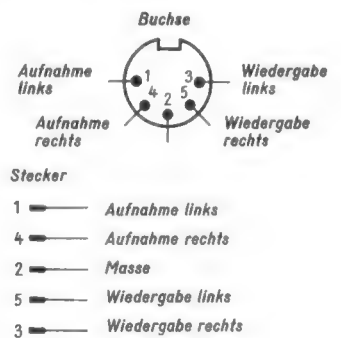 Buchse
Aufnahme links
1
3
Wiedergabe links
4
2
5
Aufnahme rechts
Wiedergabe rechts
Stecker
1 Aufnahme links
4 Aufnahme rechts
2 Masse
5 Wiedergabe links
3 Wiedergabe rechts